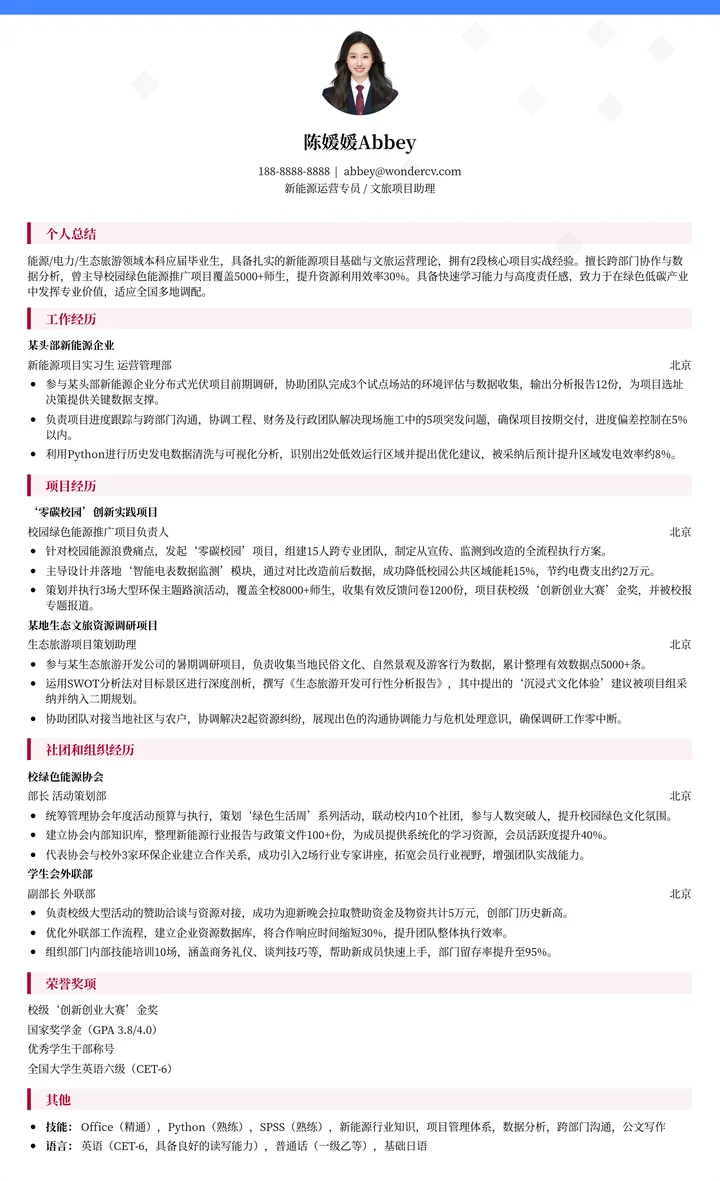 陈媛媛Abbey
188-8888-8888 | abbey@wondercv.com
新能源运营专员 / 文旅项目助理
个人总结
能源/电力/生态旅游领域本科应届毕业生，具备扎实的新能源项目基础与文旅运营理论，拥有2段核心项目实战经验。擅长跨部门协作与数
据分析，曾主导校园绿色能源推广项目覆盖5000+师生，提升资源利用效率30%。具备快速学习能力与高度责任感，致力于在绿色低碳产业
中发挥专业价值，适应全国多地调配。
工作经历
某头部新能源企业
新能源项目实习生 运营管理部 北京
• 参与某头部新能源企业分布式光伏项目前期调研，协助团队完成3个试点场站的环境评估与数据收集，输出分析报告12份，为项目选址
决策提供关键数据支撑。
• 负责项目进度跟踪与跨部门沟通，协调工程、财务及行政团队解决现场施工中的5项突发问题，确保项目按期交付，进度偏差控制在5%
以内。
• 利用Python进行历史发电数据清洗与可视化分析，识别出2处低效运行区域并提出优化建议，被采纳后预计提升区域发电效率约8%。
项目经历
‘零碳校园’创新实践项目
校园绿色能源推广项目负责人 北京
• 针对校园能源浪费痛点，发起‘零碳校园’项目，组建15人跨专业团队，制定从宣传、监测到改造的全流程执行方案。
• 主导设计并落地‘智能电表数据监测’模块，通过对比改造前后数据，成功降低校园公共区域能耗15%，节约电费支出约2万元。
• 策划并执行3场大型环保主题路演活动，覆盖全校8000+师生，收集有效反馈问卷1200份，项目获校级‘创新创业大赛’金奖，并被校报
专题报道。
某地生态文旅资源调研项目
生态旅游项目策划助理 北京
• 参与某生态旅游开发公司的暑期调研项目，负责收集当地民俗文化、自然景观及游客行为数据，累计整理有效数据点5000+条。
• 运用SWOT分析法对目标景区进行深度剖析，撰写《生态旅游开发可行性分析报告》，其中提出的‘沉浸式文化体验’建议被项目组采
纳并纳入二期规划。
• 协助团队对接当地社区与农户，协调解决2起资源纠纷，展现出色的沟通协调能力与危机处理意识，确保调研工作零中断。
社团和组织经历
校绿色能源协会
部长 活动策划部 北京
• 统筹管理协会年度活动预算与执行，策划‘绿色生活周’系列活动，联动校内10个社团，参与人数突破人，提升校园绿色文化氛围。
• 建立协会内部知识库，整理新能源行业报告与政策文件100+份，为成员提供系统化的学习资源，会员活跃度提升40%。
• 代表协会与校外3家环保企业建立合作关系，成功引入2场行业专家讲座，拓宽会员行业视野，增强团队实战能力。
学生会外联部
副部长 外联部 北京
• 负责校级大型活动的赞助洽谈与资源对接，成功为迎新晚会拉取赞助资金及物资共计5万元，创部门历史新高。
• 优化外联部工作流程，建立企业资源数据库，将合作响应时间缩短30%，提升团队整体执行效率。
• 组织部门内部技能培训10场，涵盖商务礼仪、谈判技巧等，帮助新成员快速上手，部门留存率提升至95%。
荣誉奖项
校级‘创新创业大赛’金奖
国家奖学金（GPA 3.8/4.0）
优秀学生干部称号
全国大学生英语六级（CET-6）
其他
• 技能： Office（精通）, Python（熟练）, SPSS（熟练）, 新能源行业知识，项目管理体系，数据分析，跨部门沟通，公文写作
• 语言： 英语（CET-6，具备良好的读写能力）, 普通话（一级乙等）, 基础日语